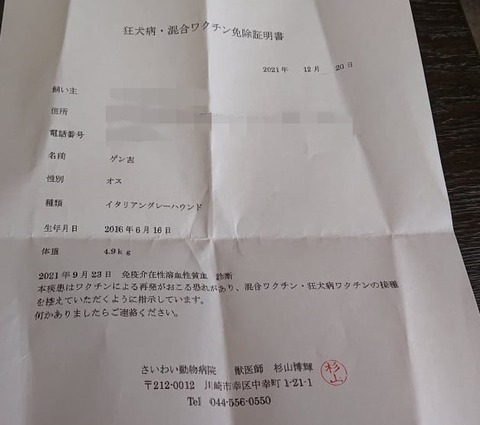 狂犬病・混合ワクチン免除証明書
2021年 12月 20日
飼い主
住所
電話番号
名前 ゲン吉
性別 オス
種類 イタリアングレーハウンド
生年月日 2016年6月16日
体重 4.9kg
2021年9月23日 免疫介在性溶血性貧血 診断
本疾患はワクチンによる再発がおこる恐れがあり、混合ワクチン・狂犬病ワクチンの接種
を控えていただくように指示しています。
何かありましたらご連絡ください。
さいわい動物病院 獣医師 杉山博輝 杉山
〒212-0012 川崎市幸区中幸町1-21-1
Tel 044-556-0550